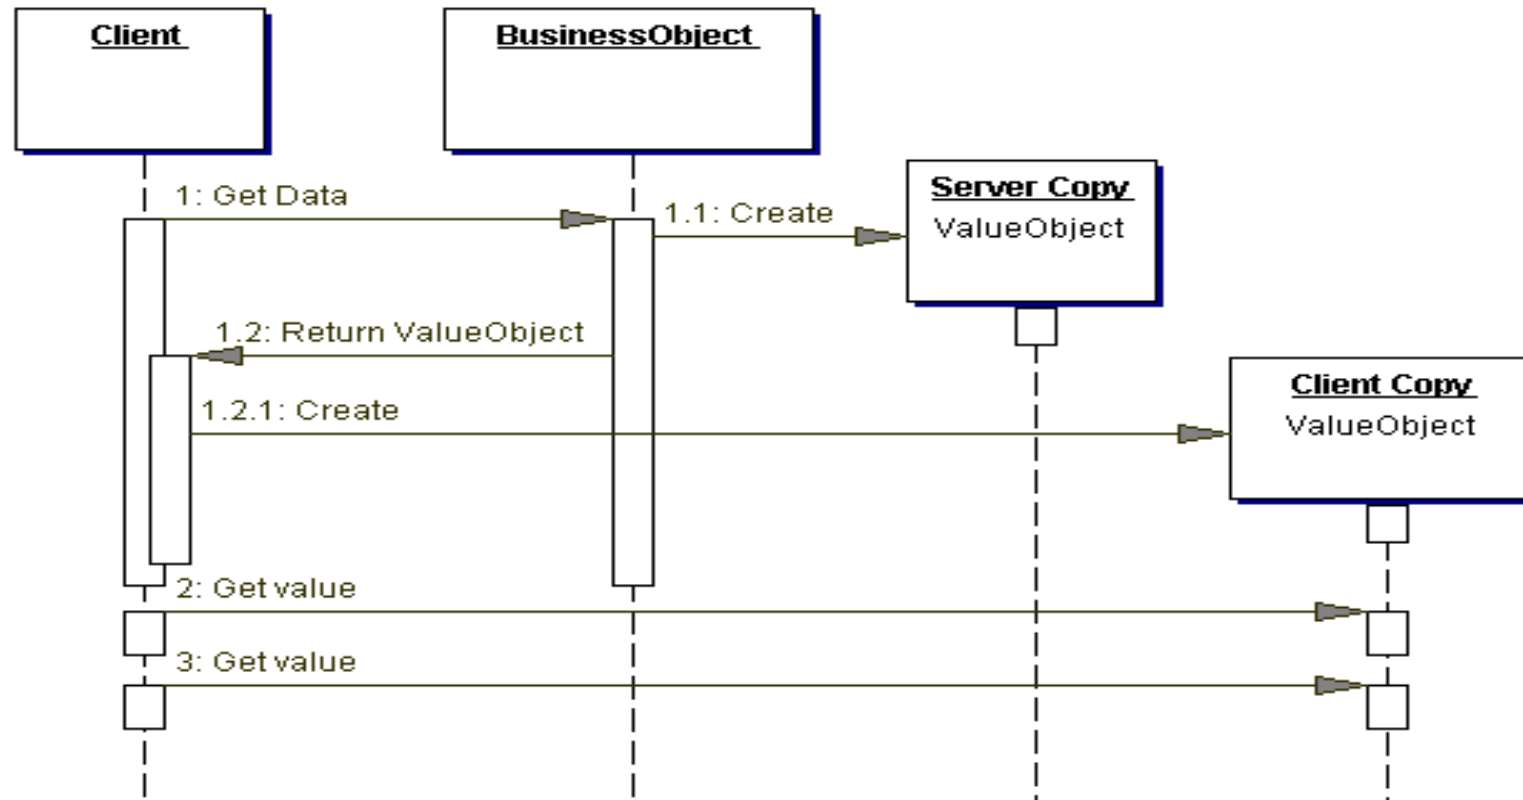 Client
BusinessObject
Server Copy
ValueObject
1: Get Data
1.1: Create
1.2: Return ValueObject
Client Copy
ValueObject
1.2.1: Create
2: Get value
3: Get value